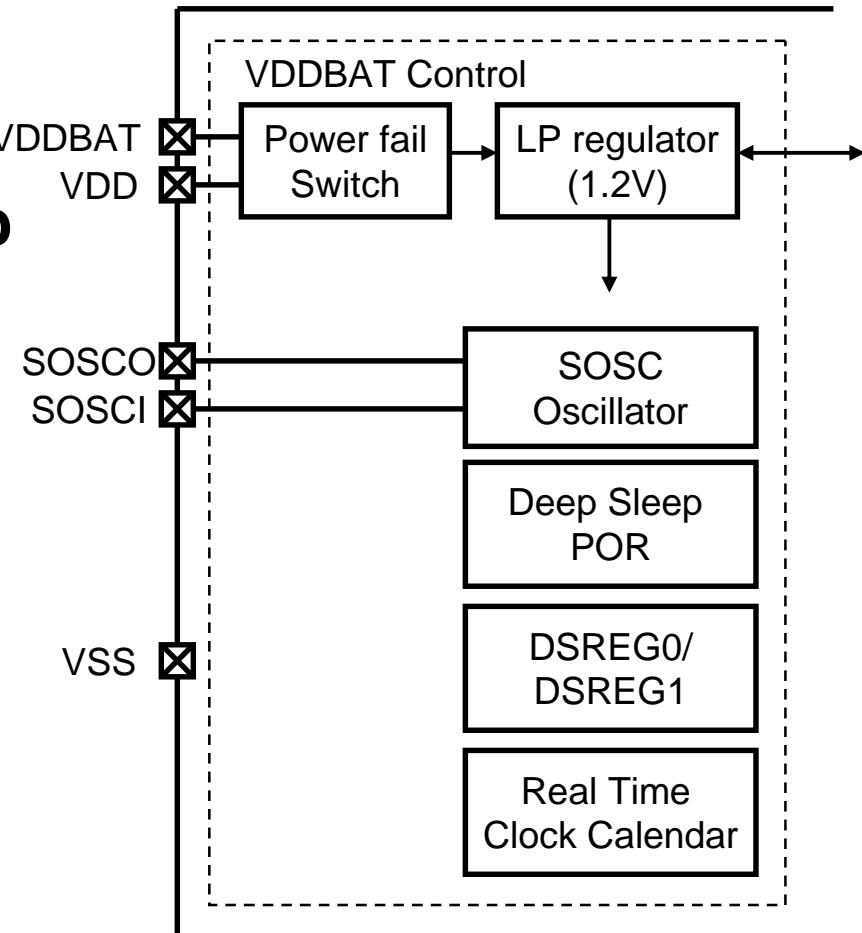 VDDBAT Control
VDDBAT
VDD
Power fail
Switch
LP regulator
(1.2V)
SOSCO
SOSCI
SOSC
Oscillator
Deep Sleep
POR
VSS
DSREG0/
DSREG1
Real Time
Clock Calendar